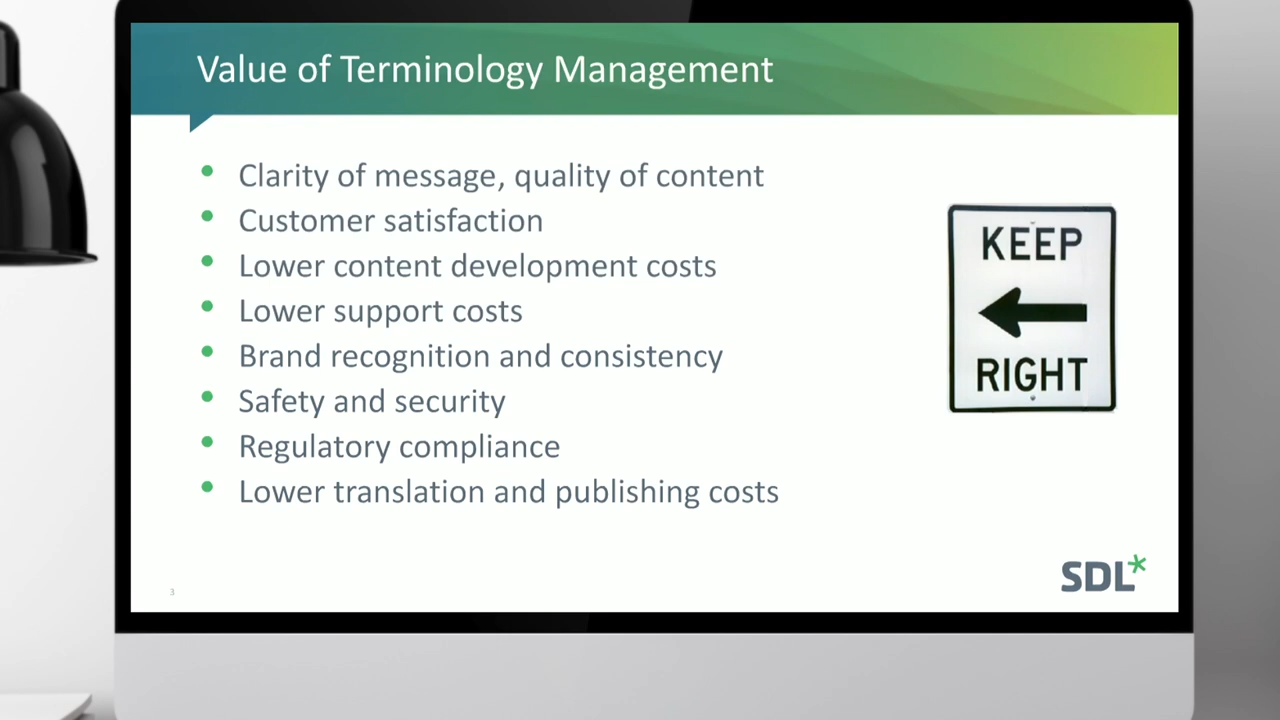 Value of Terminology Management
Clarity of message, quality of content
Customer satisfaction
Lower content development costs
Lower support costs
Brand recognition and consistency
Safety and security
Regulatory compliance
Lower translation and publishing costs
KEEP
RIGHT
3
SDL*